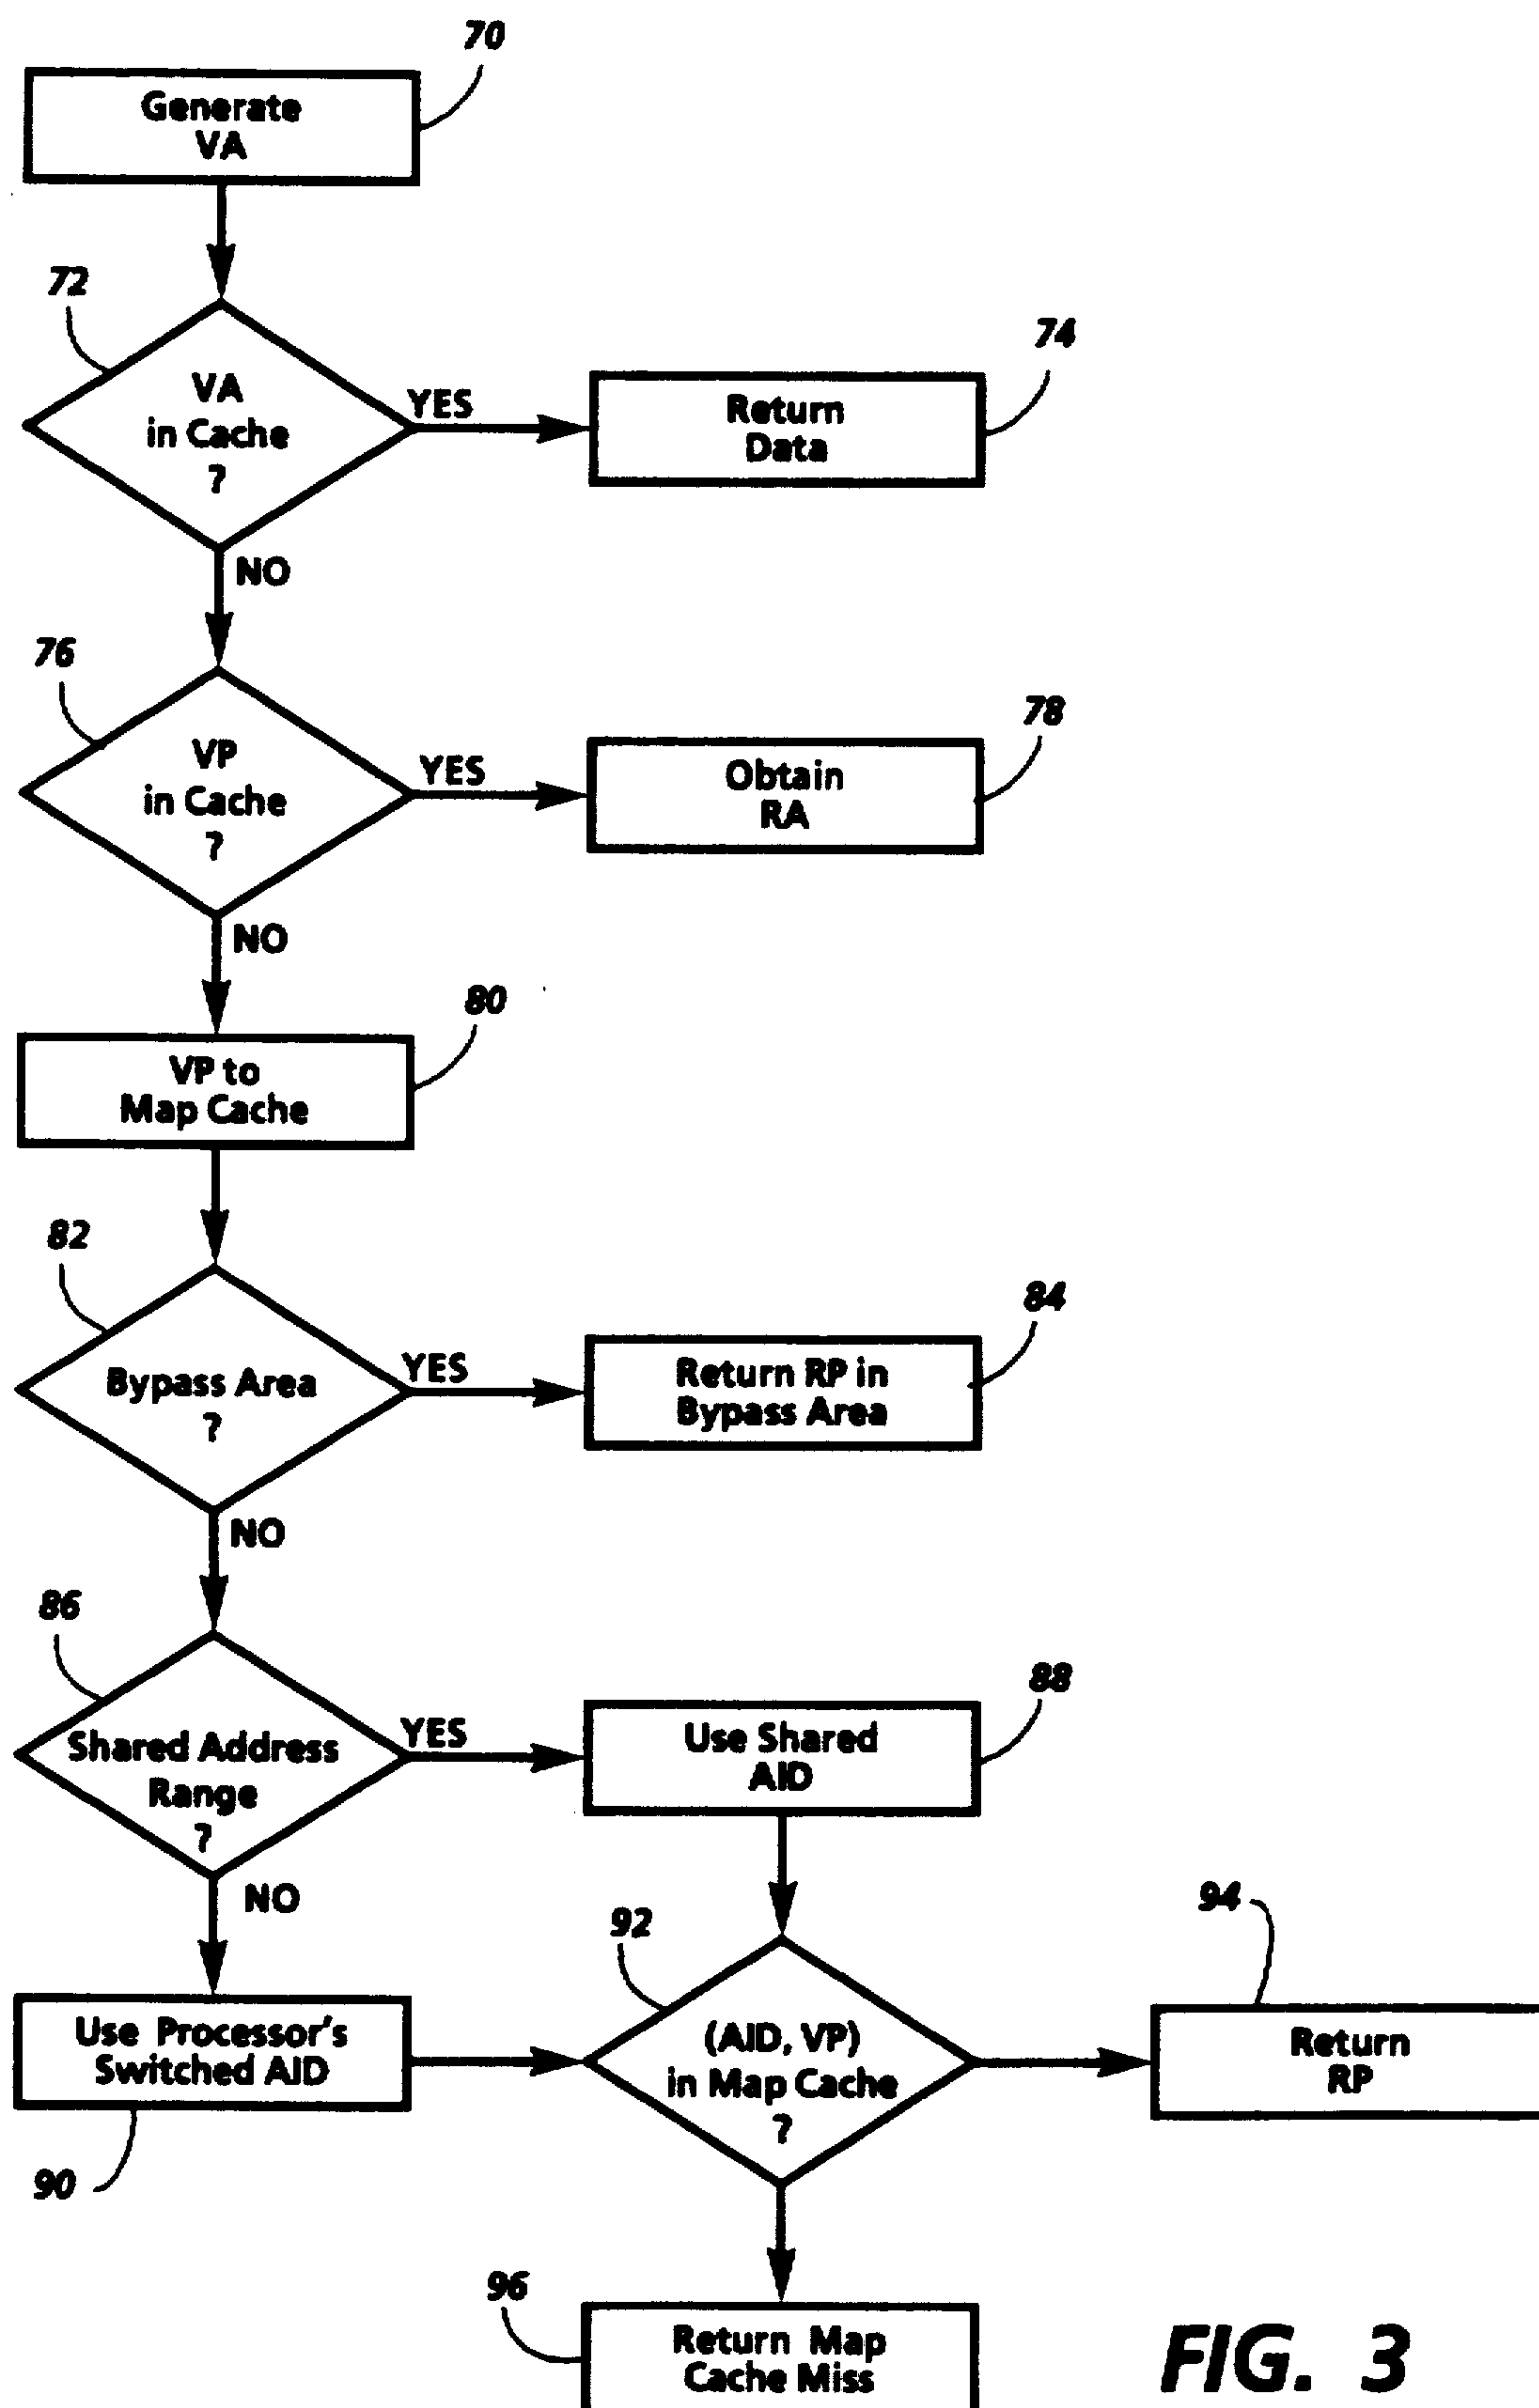 70
Generate
VA
72
VA
in Cache
?
YES
74
Return
Data
NO
76
VP
in Cache
?
YES
78
Obtain
RA
NO
80
VP to
Map Cache
82
Bypass Area
?
YES
84
Return RP in
Bypass Area
NO
86
Shared Address
Range
?
YES
88
Use Shared
AID
NO
90
Use Processor's
Switched AID
92
(AID, VP)
in Map Cache
?
94
Return
RP
96
Return Map
Cache Miss
FIG. 3